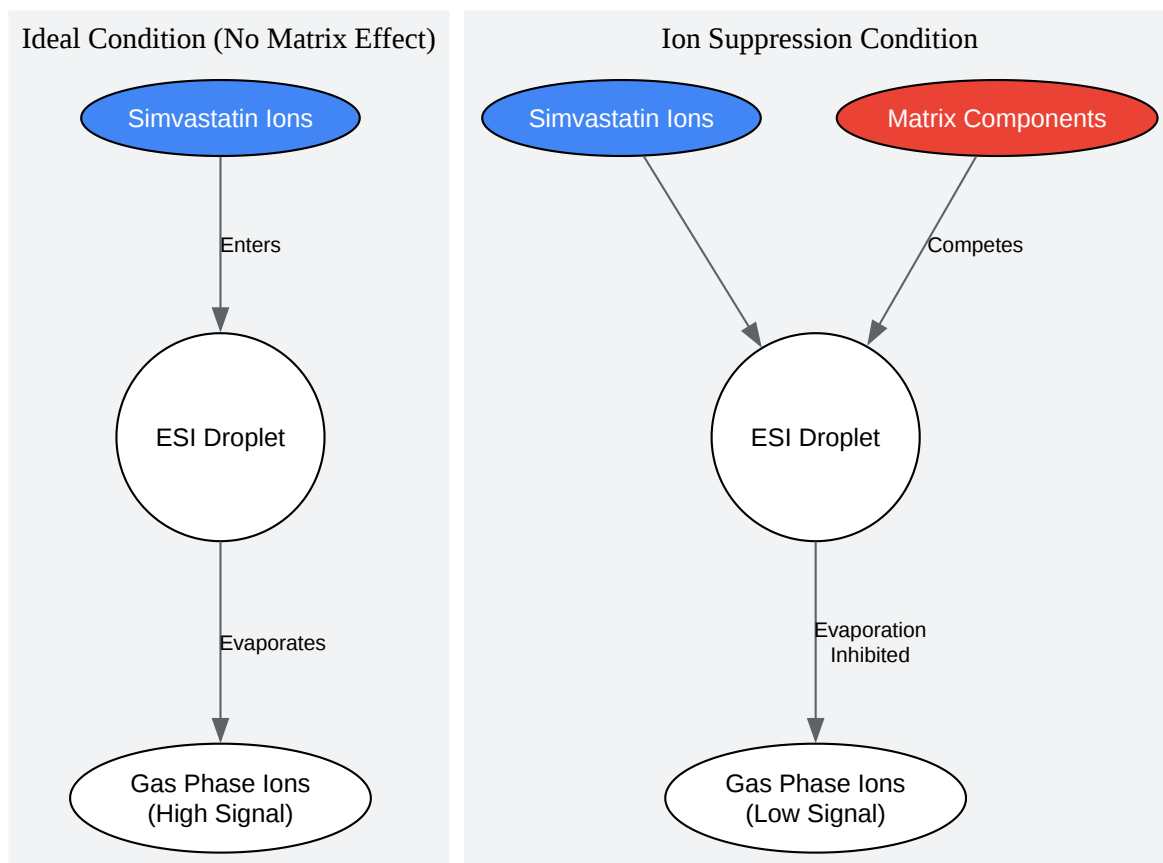 Ideal Condition (No Matrix Effect)
Simvastatin Ions
Enters
ESI Droplet
Evaporates
Gas Phase Ions
(High Signal)
Ion Suppression Condition
Simvastatin Ions
Matrix Components
Competes
ESI Droplet
Evaporation
Inhibited
Gas Phase Ions
(Low Signal)